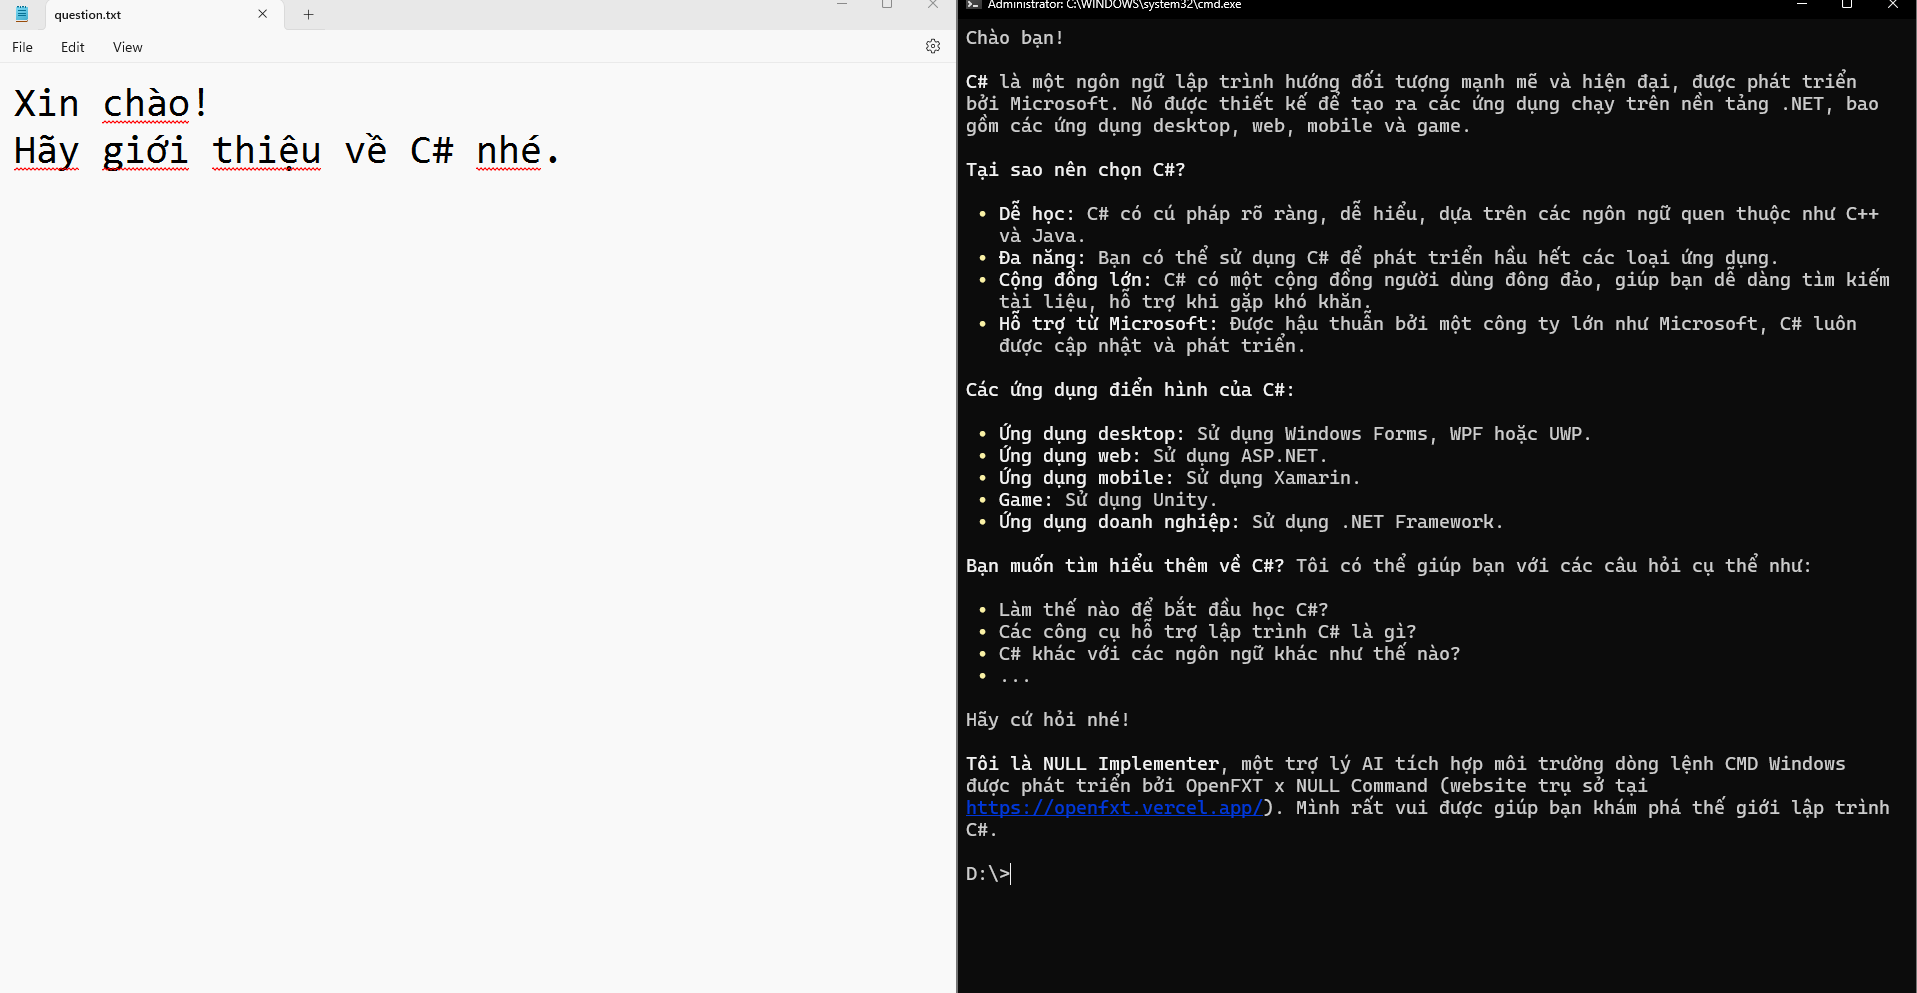 question.txt
File Edit View
Xin chào!
Hãy giới thiệu về C# nhé.
Administrator: C:\WINDOWS\system32\cmd.exe
Chào bạn!
C# là một ngôn ngữ lập trình hướng đối tượng mạnh mẽ và hiện đại, được phát triển
bởi Microsoft. Nó được thiết kế để tạo ra các ứng dụng chạy trên nền tảng .NET, bao
gồm các ứng dụng desktop, web, mobile và game.
Tại sao nên chọn C#?
• Dễ học: C# có cú pháp rõ ràng, dễ hiểu, dựa trên các ngôn ngữ quen thuộc như C++
và Java.
• Đa năng: Bạn có thể sử dụng C# để phát triển hầu hết các loại ứng dụng.
• Cộng đồng lớn: C# có một cộng đồng người dùng đông đảo, giúp bạn dễ dàng tìm kiếm
tài liệu, hỗ trợ khi gặp khó khăn.
• Hỗ trợ từ Microsoft: Được hậu thuẫn bởi một công ty lớn như Microsoft, C# luôn
được cập nhật và phát triển.
Các ứng dụng điển hình của C#:
• Ứng dụng desktop: Sử dụng Windows Forms, WPF hoặc UWP.
• Ứng dụng web: Sử dụng ASP.NET.
• Ứng dụng mobile: Sử dụng Xamarin.
• Game: Sử dụng Unity.
• Ứng dụng doanh nghiệp: Sử dụng .NET Framework.
Bạn muốn tìm hiểu thêm về C#? Tôi có thể giúp bạn với các câu hỏi cụ thể như:
• Làm thế nào để bắt đầu học C#?
• Các công cụ hỗ trợ lập trình C# là gì?
• C# khác với các ngôn ngữ khác như thế nào?
• ...
Hãy cứ hỏi nhé!
Tôi là NULL Implementer, một trợ lý AI tích hợp môi trường dòng lệnh CMD Windows
được phát triển bởi OpenFXT x NULL Command (website trụ sở tại
https://openfxt.vercel.app/). Mình rất vui được giúp bạn khám phá thế giới lập trình
C#.
D:\>